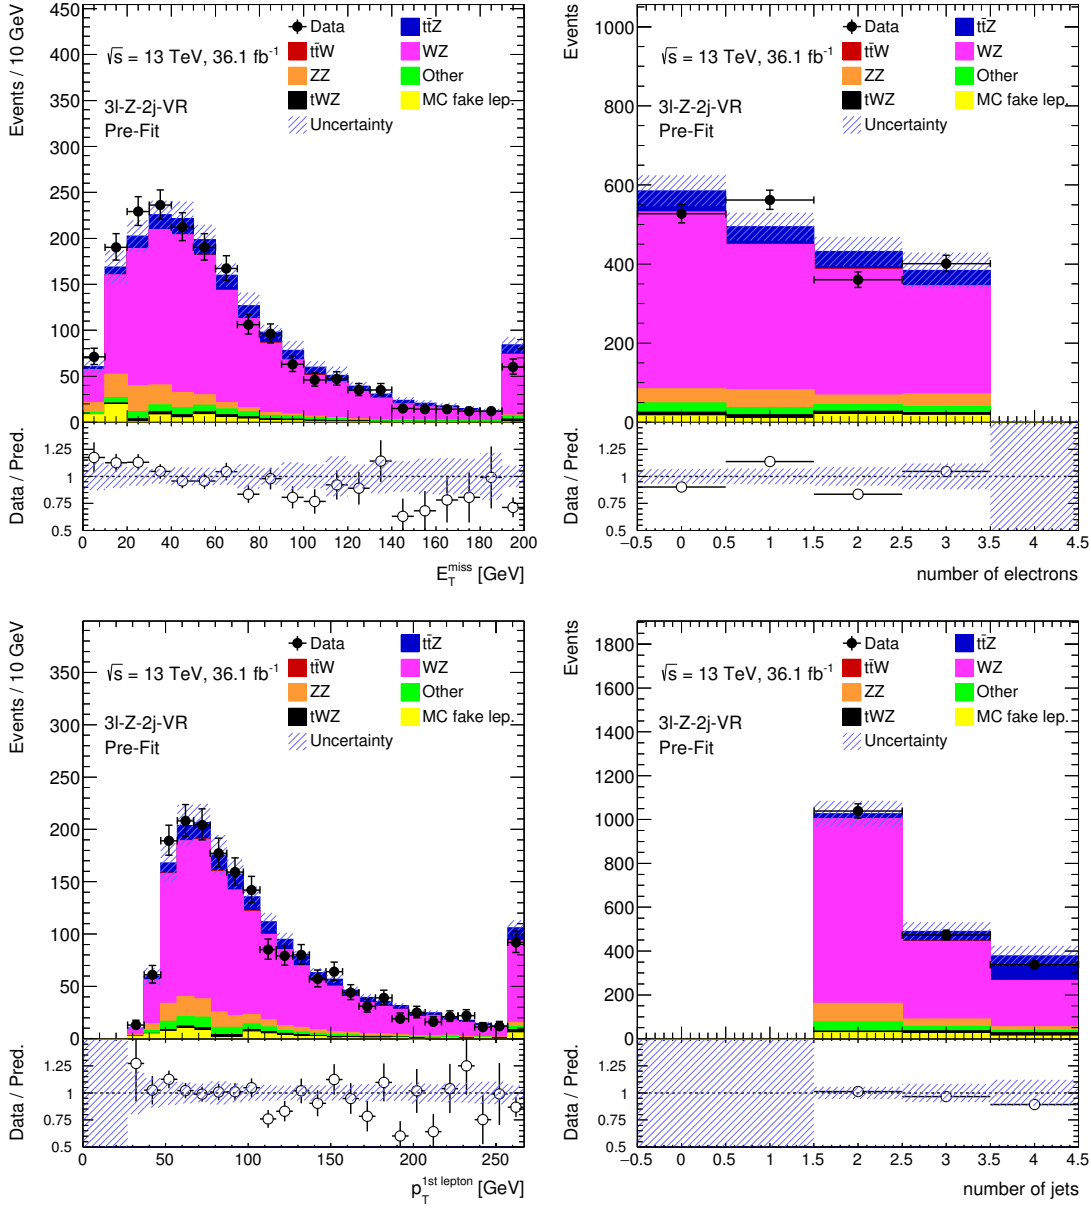 Events / 10 GeV
450
400
350
300
250
200
150
100
50
0
√s = 13 TeV, 36.1 fb-1
3l-Z-2j-VR
Pre-Fit
Data
tt̄Z
tt̄W
WZ
ZZ
Other
tWZ
MC fake lep.
Uncertainty
Data / Pred.
1.25
1
0.75
0.5
0 20 40 60 80 100 120 140 160 180 200
E_T^miss [GeV]
Events
1000
800
600
400
200
0
√s = 13 TeV, 36.1 fb-1
3l-Z-2j-VR
Pre-Fit
Data
tt̄Z
tt̄W
WZ
ZZ
Other
tWZ
MC fake lep.
Uncertainty
Data / Pred.
1.25
1
0.75
0.5
−0.5 0 0.5 1 1.5 2 2.5 3 3.5 4 4.5
number of electrons
Events / 10 GeV
350
300
250
200
150
100
50
0
√s = 13 TeV, 36.1 fb-1
3l-Z-2j-VR
Pre-Fit
Data
tt̄Z
tt̄W
WZ
ZZ
Other
tWZ
MC fake lep.
Uncertainty
Data / Pred.
1.25
1
0.75
0.5
0 50 100 150 200 250
p_T^1st lepton [GeV]
Events
1800
1600
1400
1200
1000
800
600
400
200
0
√s = 13 TeV, 36.1 fb-1
3l-Z-2j-VR
Pre-Fit
Data
tt̄Z
tt̄W
WZ
ZZ
Other
tWZ
MC fake lep.
Uncertainty
Data / Pred.
1.25
1
0.75
0.5
−0.5 0 0.5 1 1.5 2 2.5 3 3.5 4 4.5
number of jets